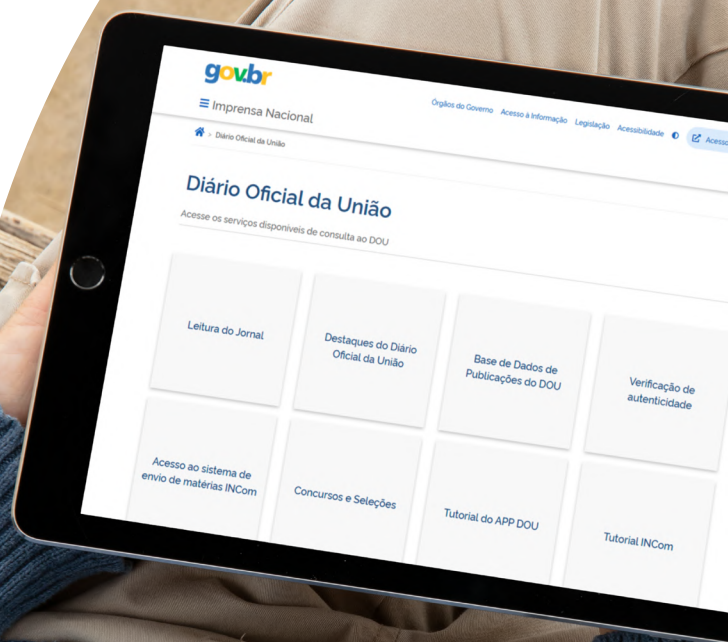 gov.br
Órgãos do Governo Acesso à Informação Legislação Acessibilidade
Imprensa Nacional
Diário Oficial da União
Diário Oficial da União
Acesse os serviços disponíveis de consulta ao DOU
Leitura do Jornal
Destaques do Diário
Oficial da União
Base de Dados de
Publicações do DOU
Verificação de
autenticidade
Acesso ao sistema de
envio de matérias INCom
Concursos e Seleções
Tutorial do APP DOU
Tutorial INCom